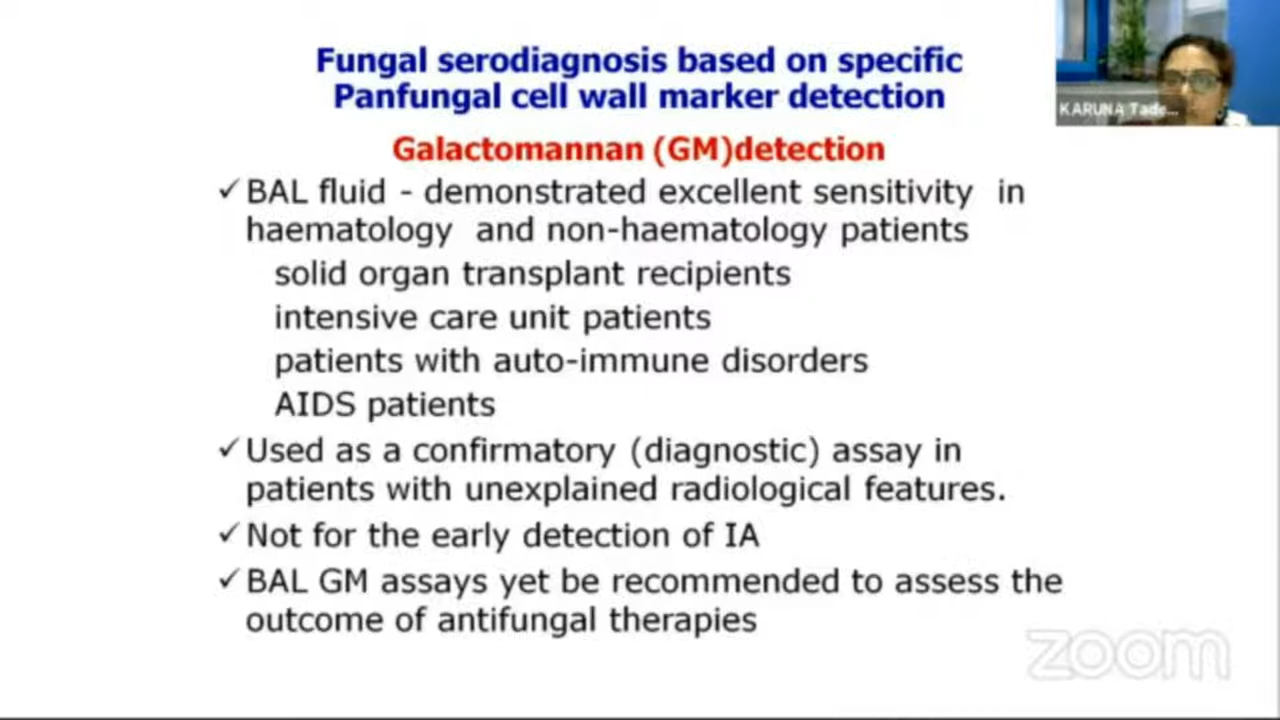 Fungal serodiagnosis based on specific
Panfungal cell wall marker detection
KARUNA Tade...
Galactomannan (GM)detection
✓BAL fluid - demonstrated excellent sensitivity in
haematology and non-haematology patients
solid organ transplant recipients
intensive care unit patients
patients with auto-immune disorders
AIDS patients
✓Used as a confirmatory (diagnostic) assay in
patients with unexplained radiological features.
✓Not for the early detection of IA
✓BAL GM assays yet be recommended to assess the
outcome of antifungal therapies
zoom